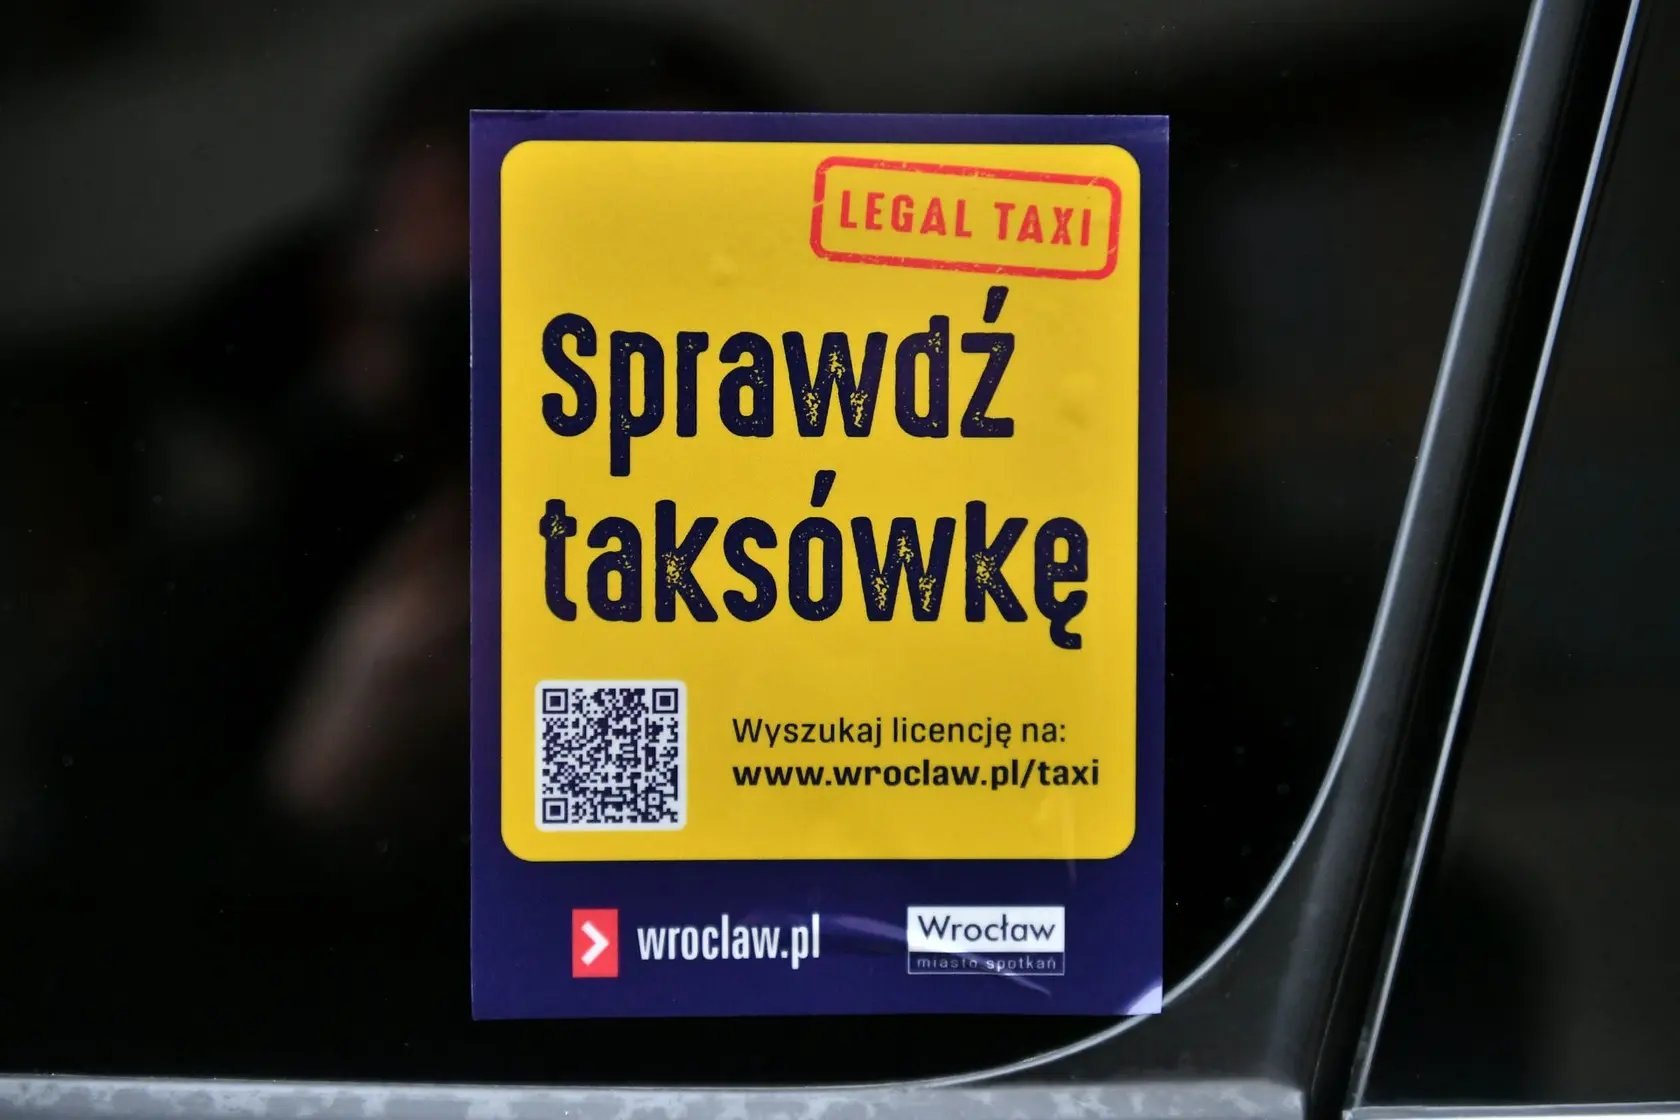 LEGAL TAXI
Sprawdź
taksówkę
Wyszukaj licencję na:
www.wroclaw.pl/taxi
wroclaw.pl
Wrocław
miasto spotkań